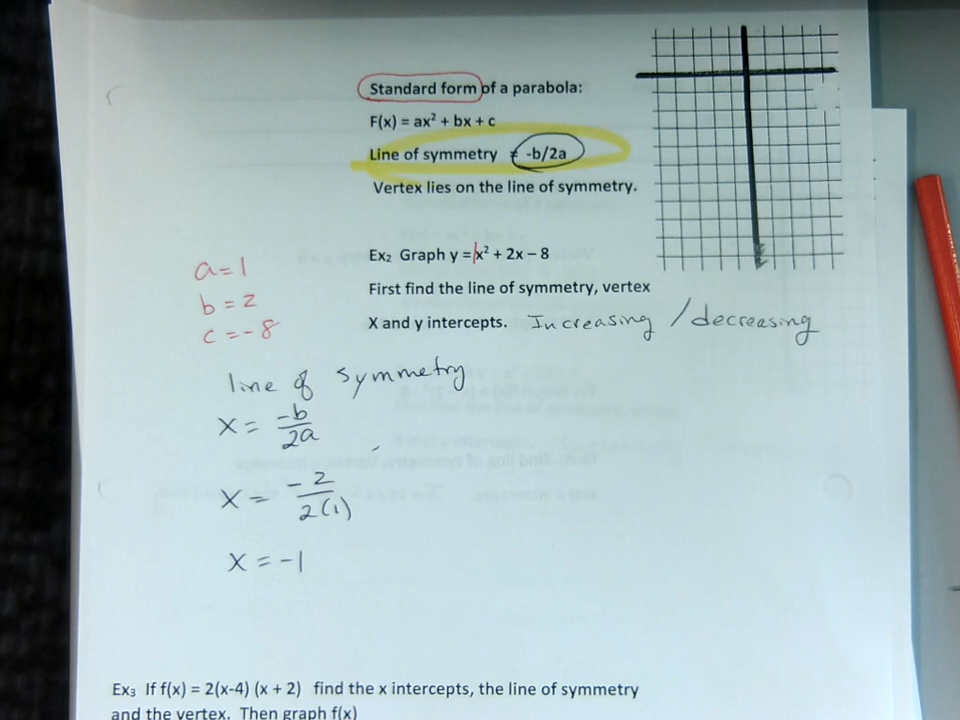 Standard form of a parabola:
F(x) = ax² + bx + c
Line of symmetry = -b/2a
Vertex lies on the line of symmetry.
Ex₂ Graph y = 1x² + 2x – 8
a=1
b = 2
c = -8
First find the line of symmetry, vertex
X and y intercepts. Increasing / decreasing
line of symmetry
x = -b/2a
x = -2/2(1)
x = -1
Ex₃ If f(x) = 2(x-4) (x + 2) find the x intercepts, the line of symmetry
and the vertex. Then graph f(x)